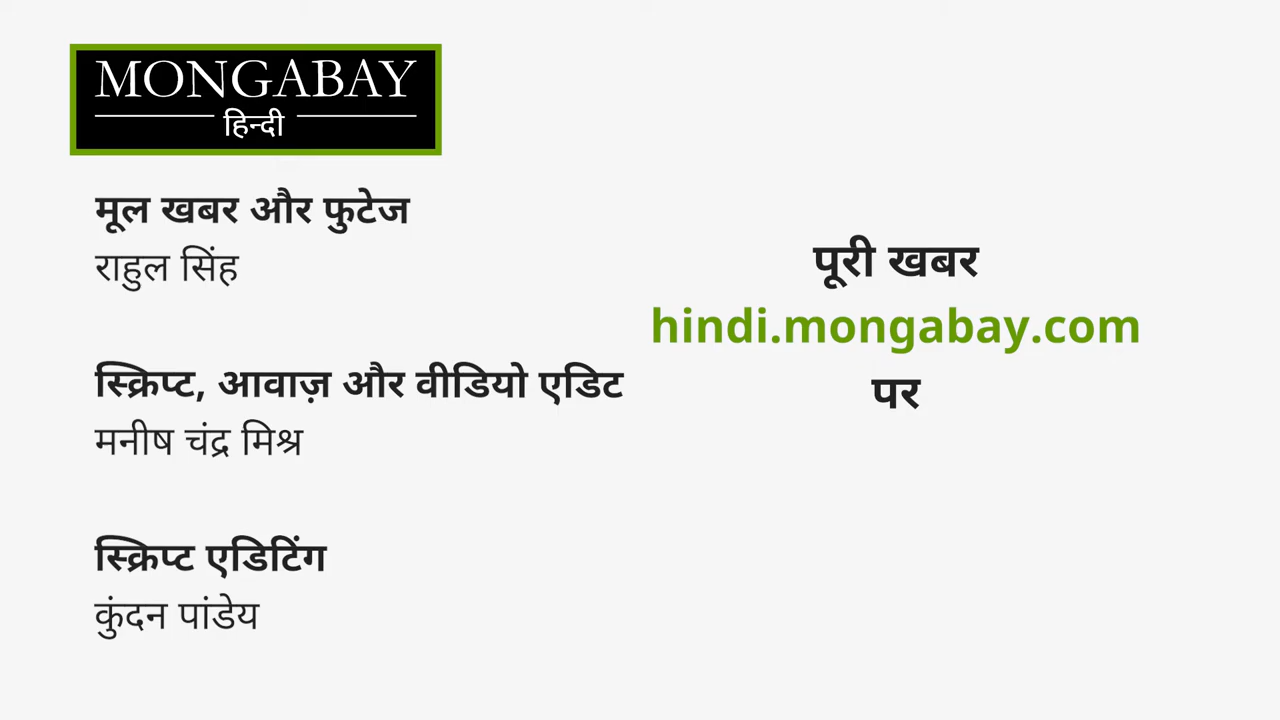 MONGABAY
हिन्दी
मूल खबर और फुटेज
राहुल सिंह
स्क्रिप्ट, आवाज़ और वीडियो एडिट
मनीष चंद्र मिश्र
स्क्रिप्ट एडिटिंग
कुंदन पांडेय
पूरी खबर
hindi.mongabay.com
पर